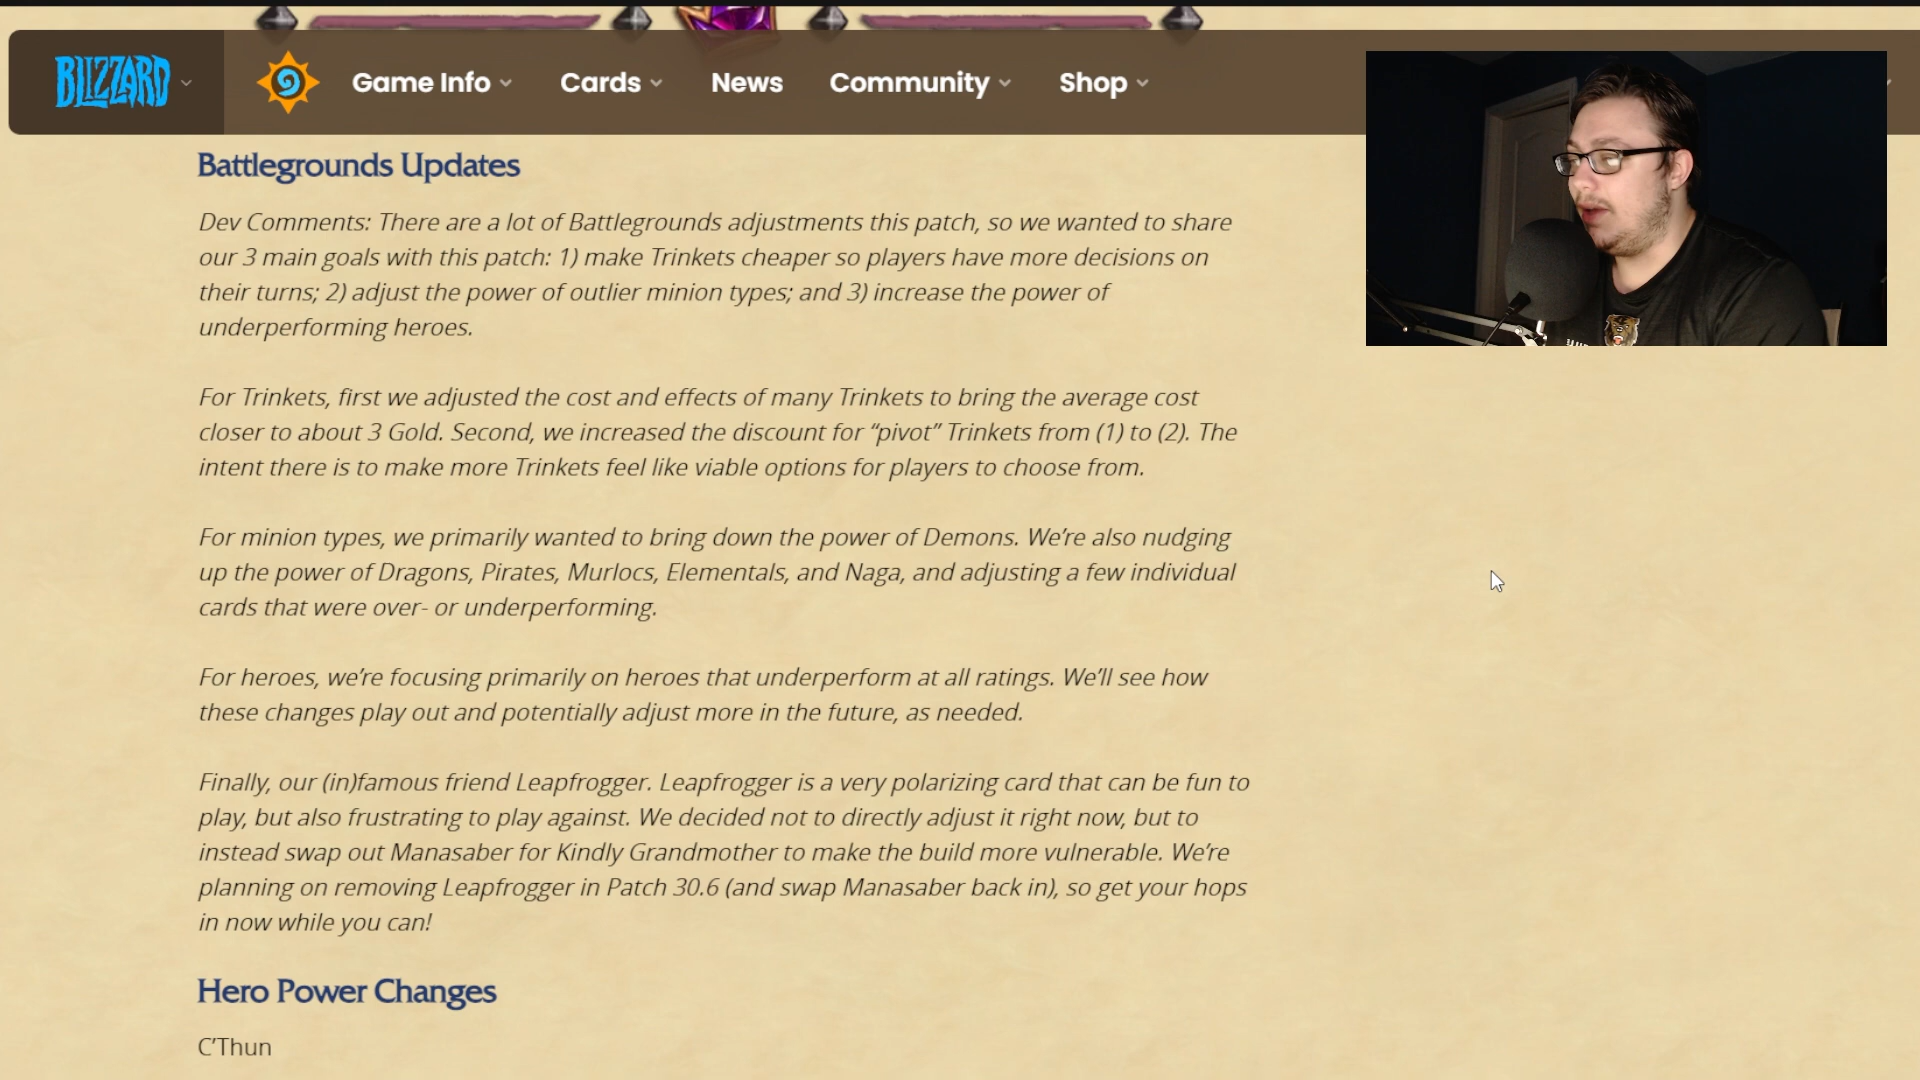 BLIZZARD
Game Info
Cards
News
Community
Shop
Battlegrounds Updates
Dev Comments: There are a lot of Battlegrounds adjustments this patch, so we wanted to share
our 3 main goals with this patch: 1) make Trinkets cheaper so players have more decisions on
their turns; 2) adjust the power of outlier minion types; and 3) increase the power of
underperforming heroes.
For Trinkets, first we adjusted the cost and effects of many Trinkets to bring the average cost
closer to about 3 Gold. Second, we increased the discount for “pivot” Trinkets from (1) to (2). The
intent there is to make more Trinkets feel like viable options for players to choose from.
For minion types, we primarily wanted to bring down the power of Demons. We’re also nudging
up the power of Dragons, Pirates, Murlocs, Elementals, and Naga, and adjusting a few individual
cards that were over- or underperforming.
For heroes, we’re focusing primarily on heroes that underperform at all ratings. We’ll see how
these changes play out and potentially adjust more in the future, as needed.
Finally, our (in)famous friend Leapfrogger. Leapfrogger is a very polarizing card that can be fun to
play, but also frustrating to play against. We decided not to directly adjust it right now, but to
instead swap out Manasaber for Kindly Grandmother to make the build more vulnerable. We’re
planning on removing Leapfrogger in Patch 30.6 (and swap Manasaber back in), so get your hops
in now while you can!
Hero Power Changes
C’Thun